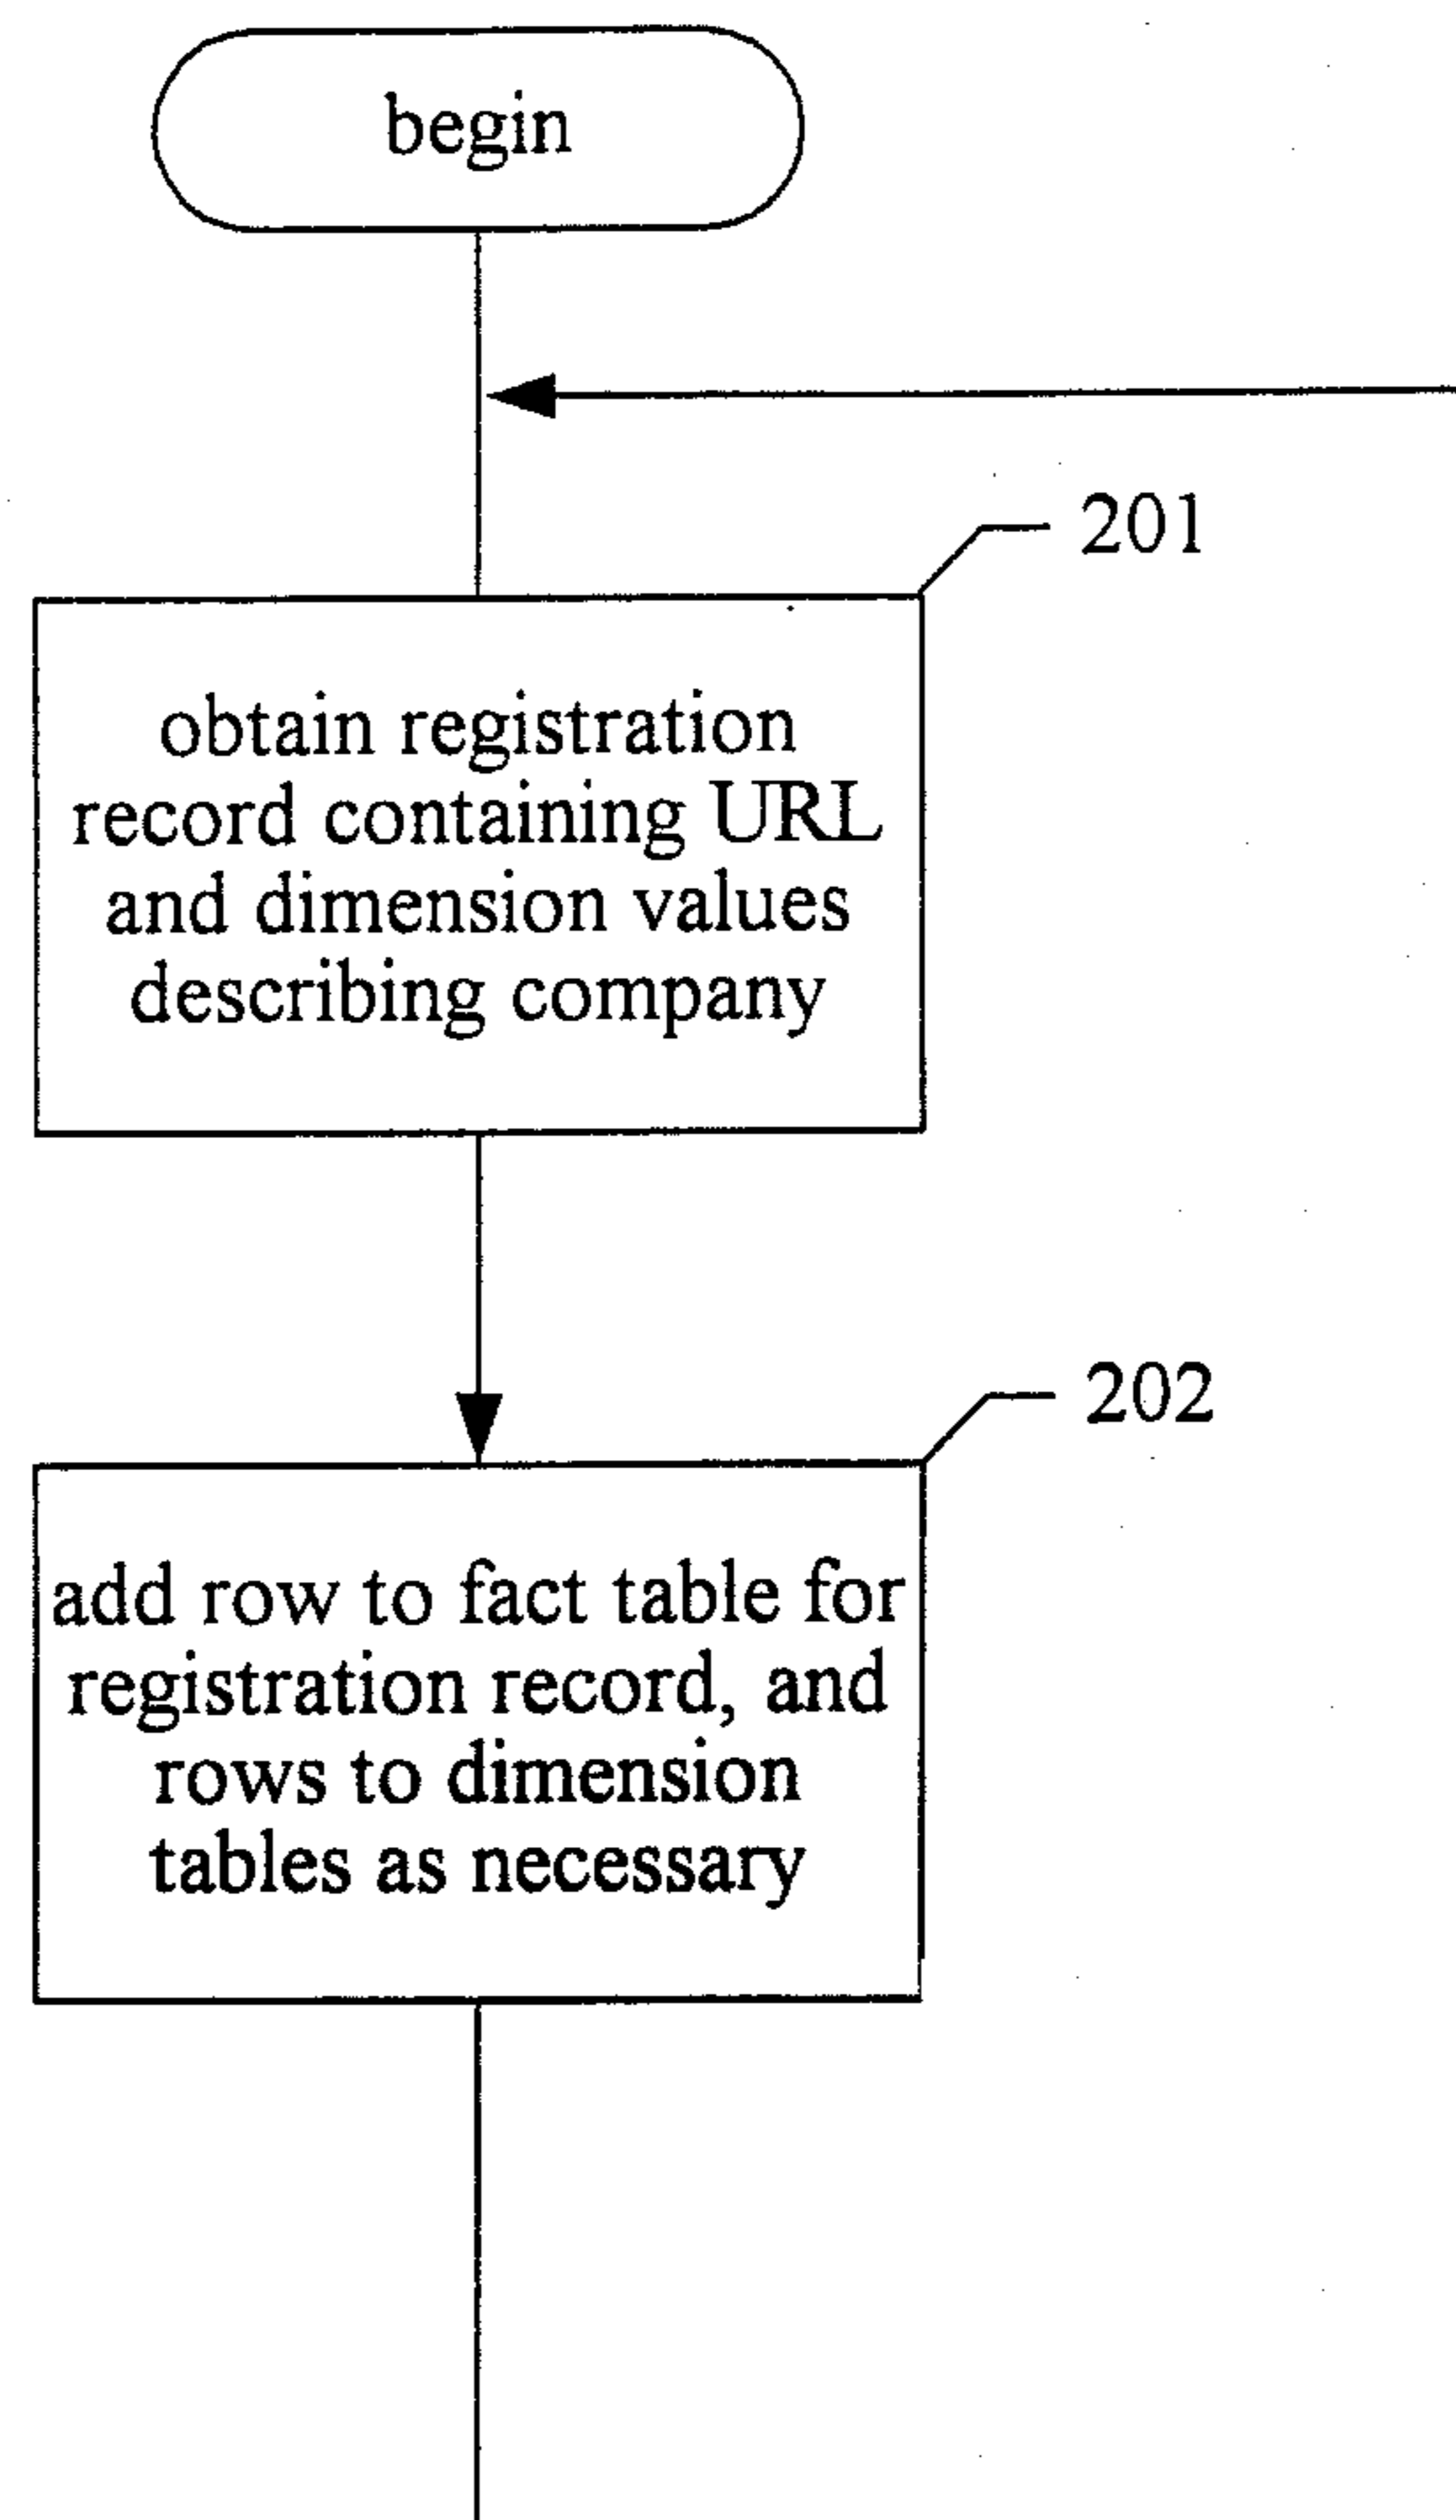 begin
201
obtain registration
record containing URL
and dimension values
describing company
202
add row to fact table for
registration record, and
rows to dimension
tables as necessary